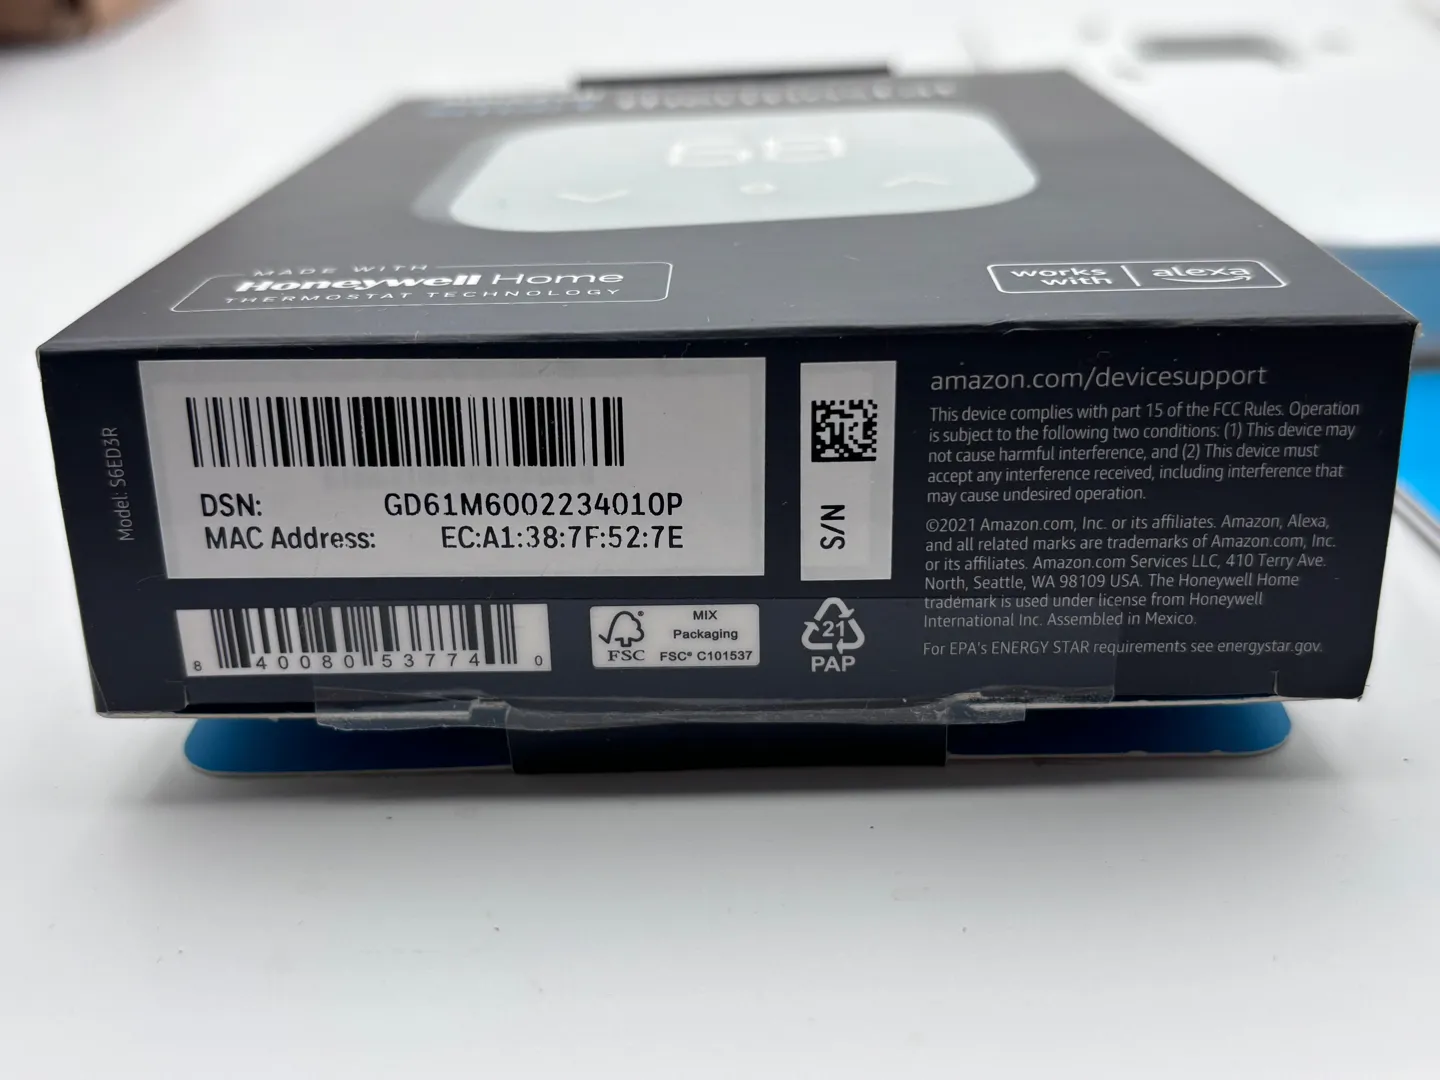 68
MADE WITH
Honeywell Home
THERMOSTAT TECHNOLOGY
works with | alexa
Model: S6ED3R
DSN: GD61M6002234010P
MAC Address: EC:A1:38:7F:52:7E
S/N
8 40080 53774 0
FSC®
MIX
Packaging
FSC® C101537
21
PAP
amazon.com/devicesupport
This device complies with part 15 of the FCC Rules. Operation
is subject to the following two conditions: (1) This device may
not cause harmful interference, and (2) This device must
accept any interference received, including interference that
may cause undesired operation.
©2021 Amazon.com, Inc. or its affiliates. Amazon, Alexa,
and all related marks are trademarks of Amazon.com, Inc.
or its affiliates. Amazon.com Services LLC, 410 Terry Ave.
North, Seattle, WA 98109 USA. The Honeywell Home
trademark is used under license from Honeywell
International Inc. Assembled in Mexico.
For EPA's ENERGY STAR requirements see energystar.gov.